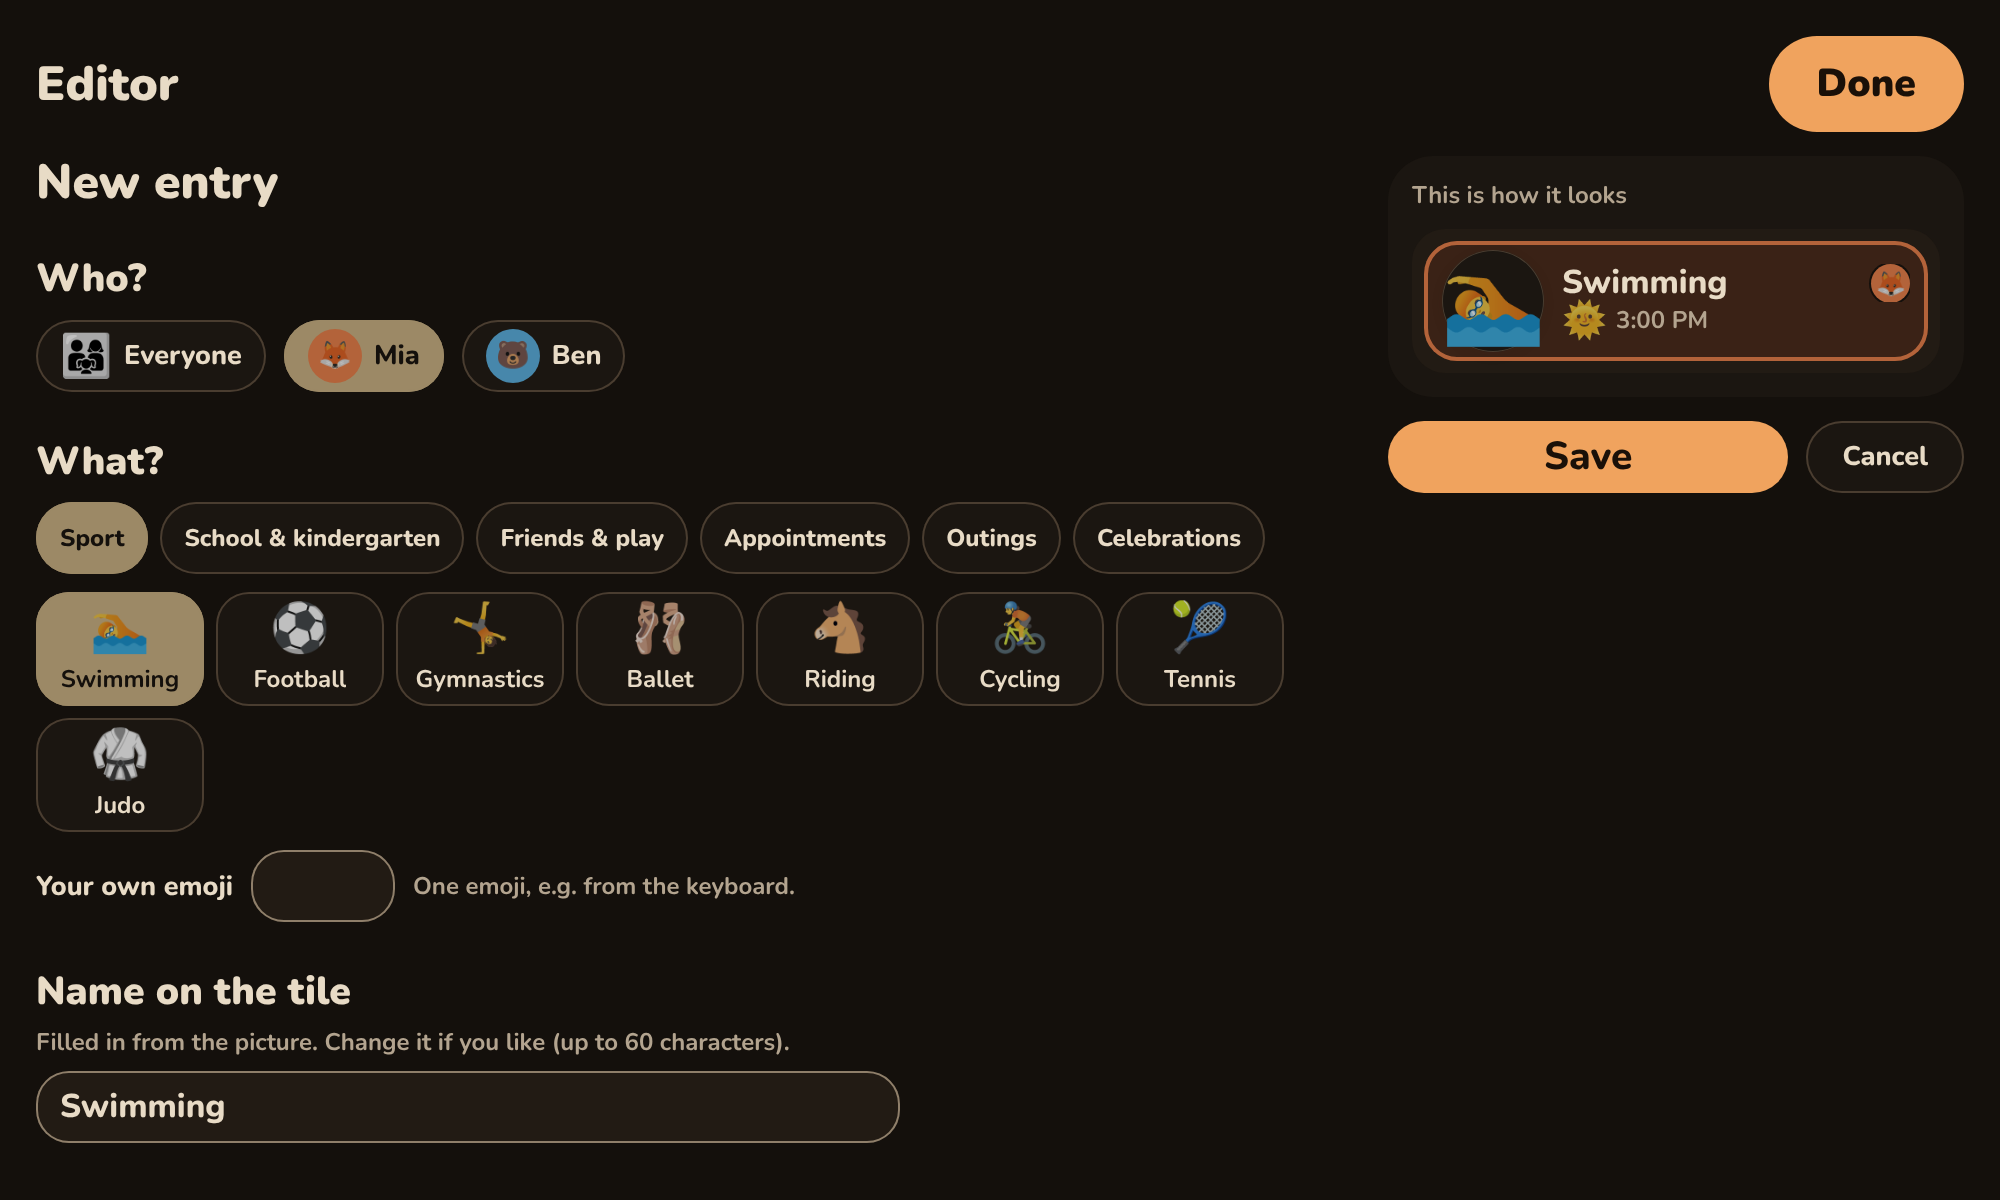 Editor
Done
New entry
Who?
Everyone
Mia
Ben
What?
Sport
School & kindergarten
Friends & play
Appointments
Outings
Celebrations
Swimming
Football
Gymnastics
Ballet
Riding
Cycling
Tennis
Judo
Your own emoji
One emoji, e.g. from the keyboard.
Name on the tile
Filled in from the picture. Change it if you like (up to 60 characters).
Swimming
This is how it looks
Swimming
3:00 PM
Save
Cancel